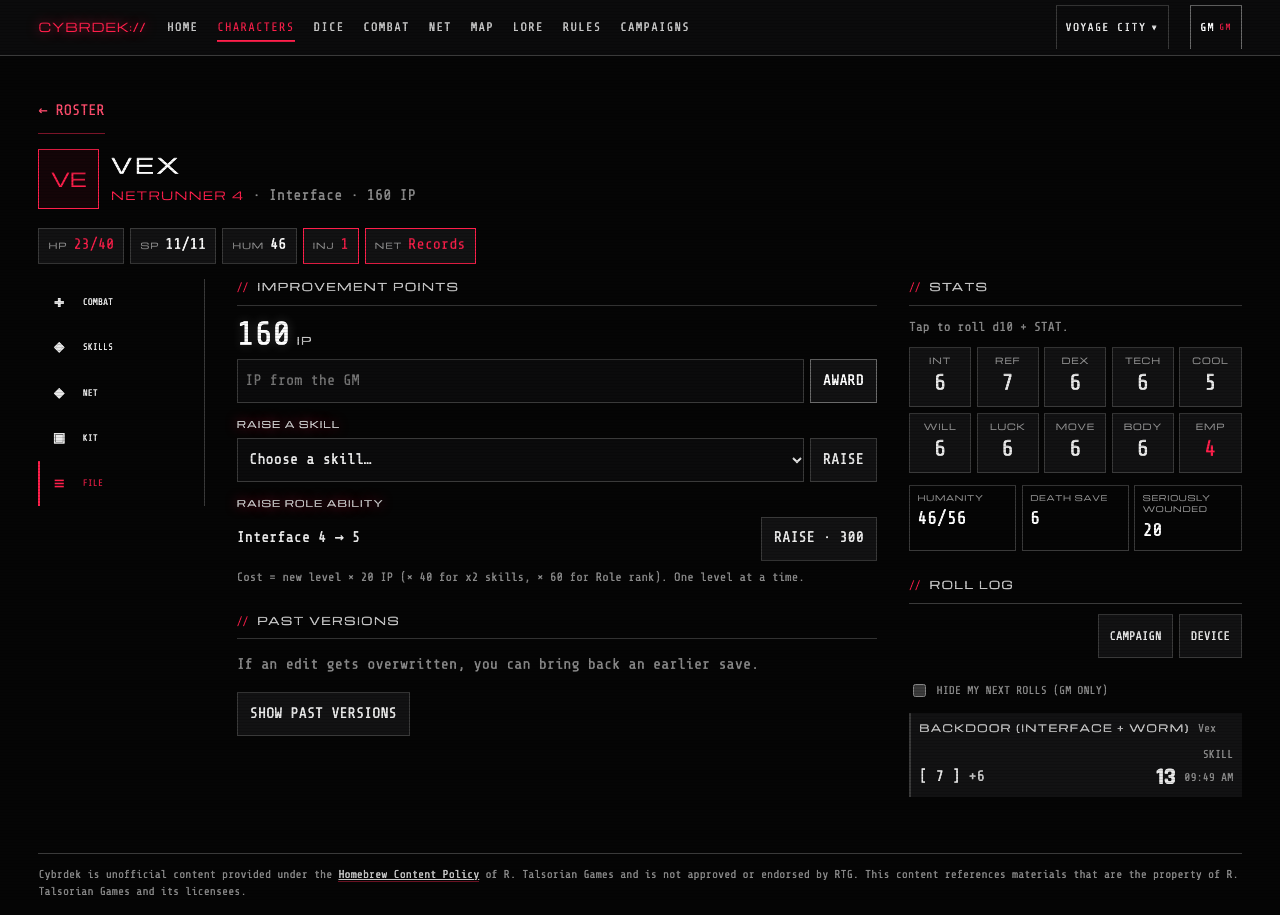 CYBRDEK://
HOME
CHARACTERS
DICE
COMBAT
NET
MAP
LORE
RULES
CAMPAIGNS
VOYAGE CITY ▾
GM GM
← ROSTER
VE
VEX
NETRUNNER 4 · Interface · 160 IP
HP 23/40
SP 11/11
HUM 46
INJ 1
NET Records
COMBAT
SKILLS
NET
KIT
FILE
// IMPROVEMENT POINTS
160 IP
IP from the GM
AWARD
RAISE A SKILL
Choose a skill…
RAISE
RAISE ROLE ABILITY
Interface 4 → 5
RAISE · 300
Cost = new level × 20 IP (× 40 for x2 skills, × 60 for Role rank). One level at a time.
// PAST VERSIONS
If an edit gets overwritten, you can bring back an earlier save.
SHOW PAST VERSIONS
// STATS
Tap to roll d10 + STAT.
INT
6
REF
7
DEX
6
TECH
6
COOL
5
WILL
6
LUCK
6
MOVE
6
BODY
6
EMP
4
HUMANITY
46/56
DEATH SAVE
6
SERIOUSLY
WOUNDED
20
// ROLL LOG
CAMPAIGN
DEVICE
HIDE MY NEXT ROLLS (GM ONLY)
BACKDOOR (INTERFACE + WORM) Vex
SKILL
[ 7 ] +6
13 09:49 AM
Cybrdek is unofficial content provided under the Homebrew Content Policy of R. Talsorian Games and is not approved or endorsed by RTG. This content references materials that are the property of R.
Talsorian Games and its licensees.